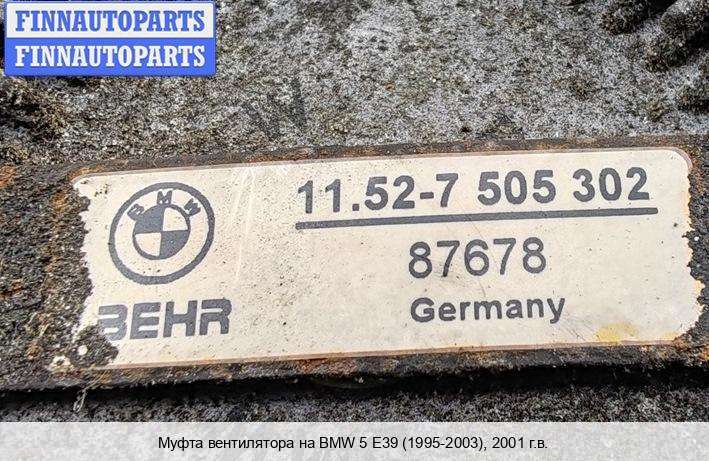 FINNAUTOPARTS
FINNAUTOPARTS
BMW
11.52-7 505 302
87678
BEHR
Germany
Муфта вентилятора на BMW 5 E39 (1995-2003), 2001 г.в.